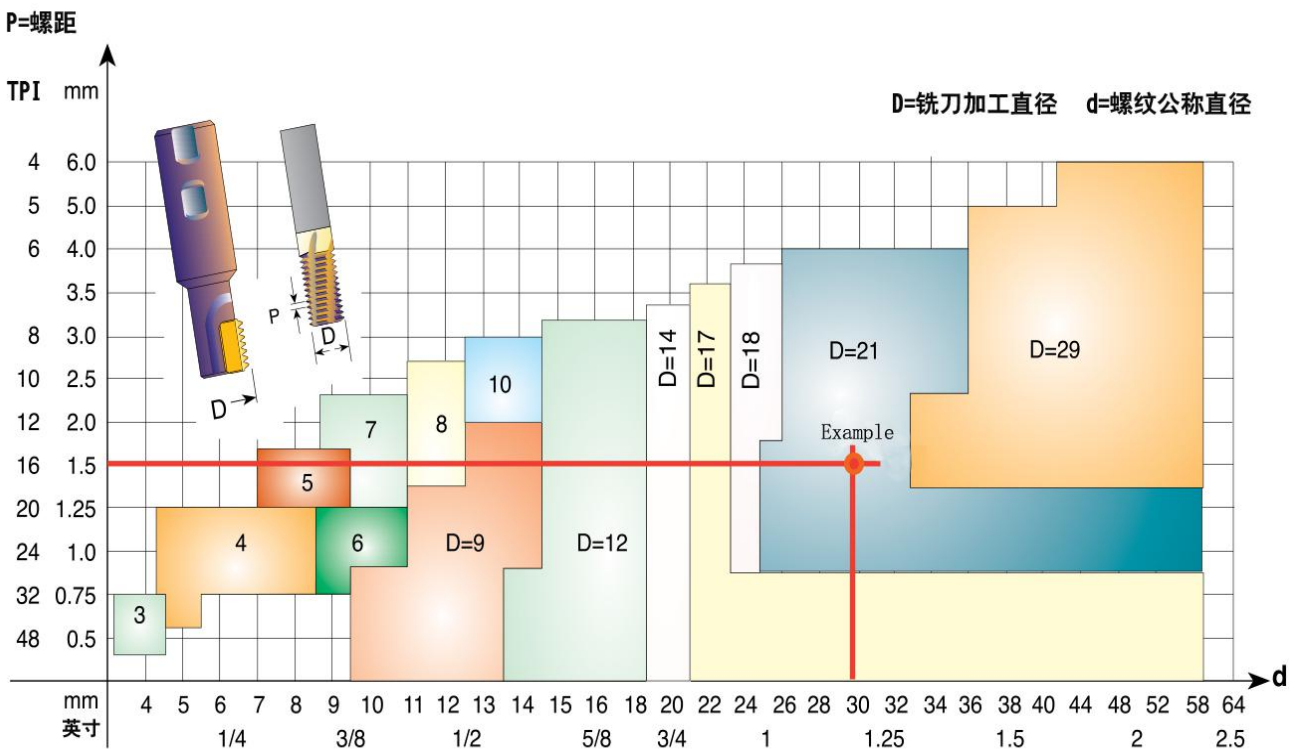 P=螺距
TPI mm
D=铣刀加工直径 d=螺纹公称直径
4 6.0
5 5.0
6 4.0
3.5
8 3.0
10 2.5
12 2.0
16 1.5
20 1.25
24 1.0
32 0.75
48 0.5
P
D
D
3
4
5
6
7
8
10
D=9
D=12
D=14
D=17
D=18
D=21
D=29
Example
d
mm 4 5 6 7 8 9 10 11 12 13 14 15 16 18 20 22 24 26 28 30 32 34 36 38 40 44 48 52 58 64
英寸 1/4 3/8 1/2 5/8 3/4 1 1.25 1.5 2 2.5